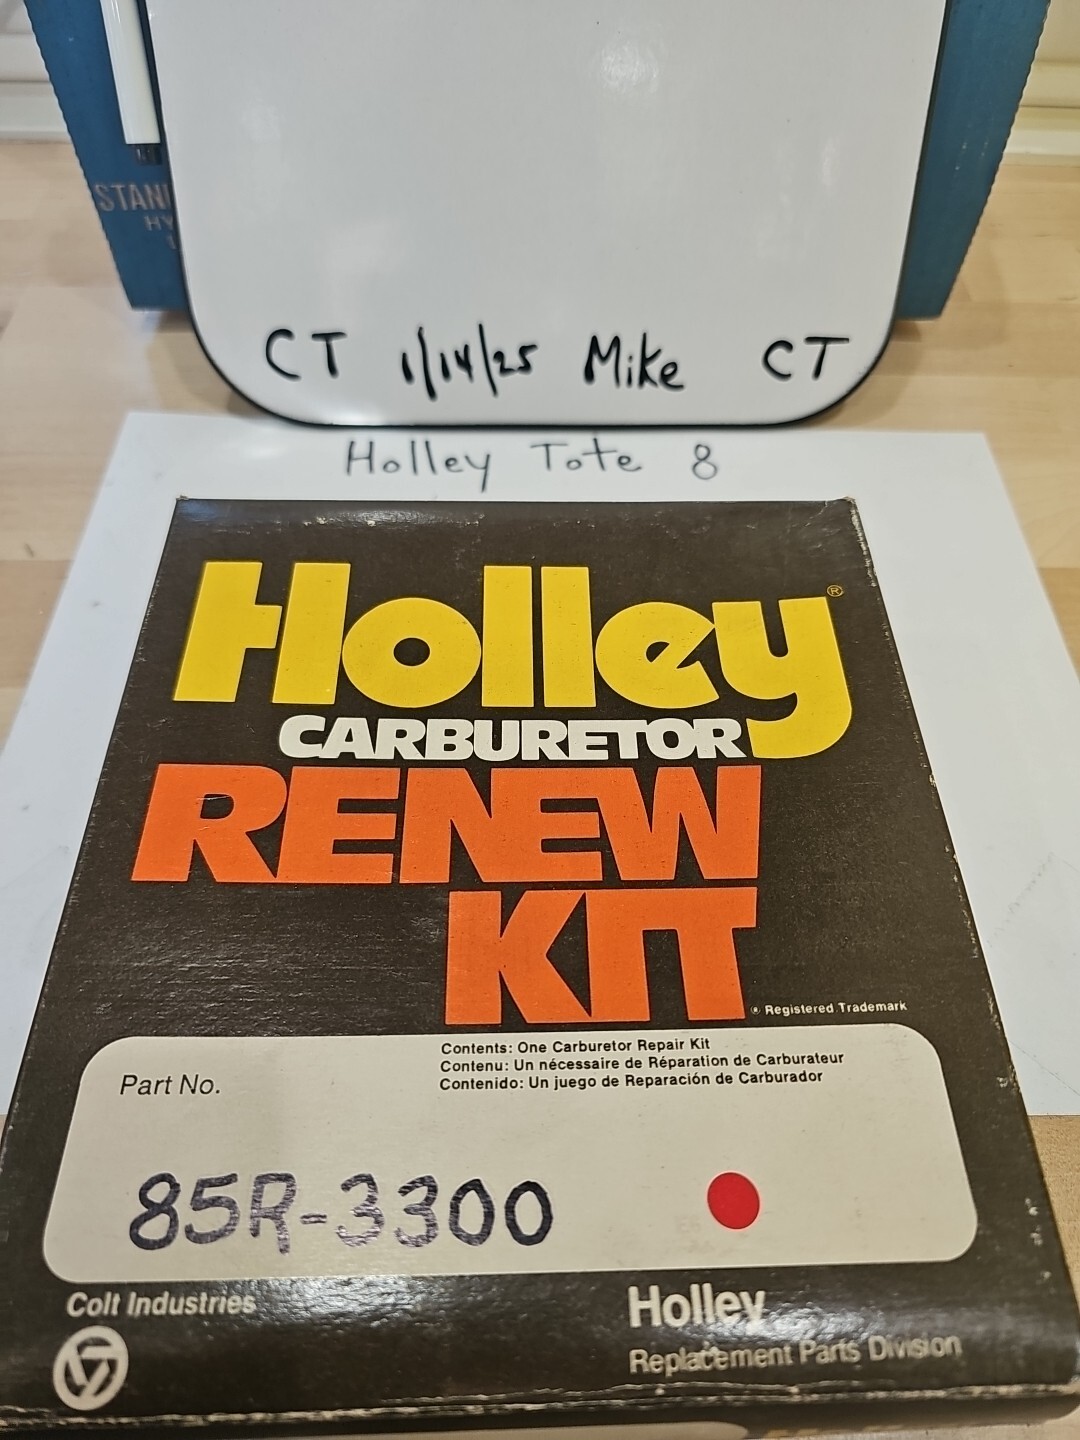 CT 1/14/25 Mike CT
Holley Tote 8
Holley®
CARBURETOR
RENEW
KIT
® Registered Trademark
Part No.
Contents: One Carburetor Repair Kit
Contenu: Un nécessaire de Réparation de Carburateur
Contenido: Un juego de Reparación de Carburador
85R-3300
Colt Industries
Holley
Replacement Parts Division